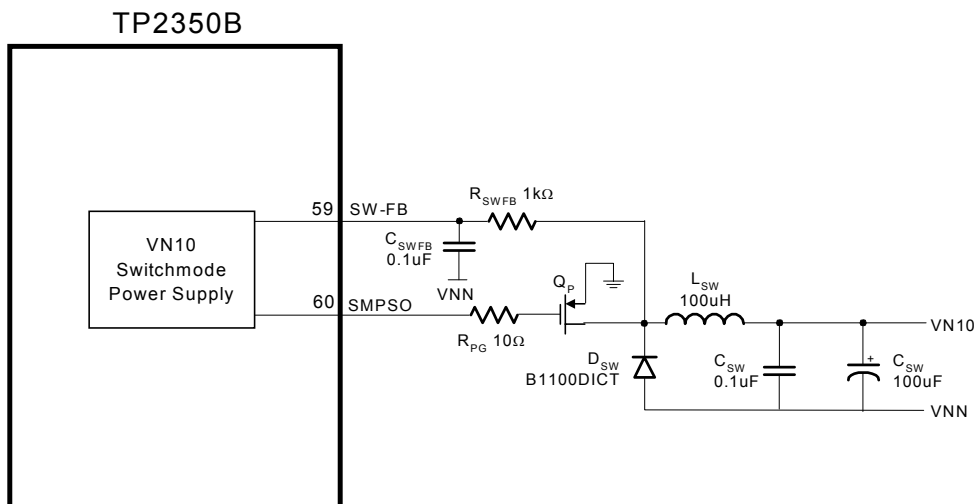 TP2350B
VN10
Switchmode
Power Supply
59
SW-FB
60
SMPSO
R_SWFB 1kΩ
C_SWFB
0.1uF
VNN
R_PG 10Ω
Q_P
L_SW
100uH
D_SW
B1100DICT
C_SW
0.1uF
+
C_SW
100uF
VN10
VNN